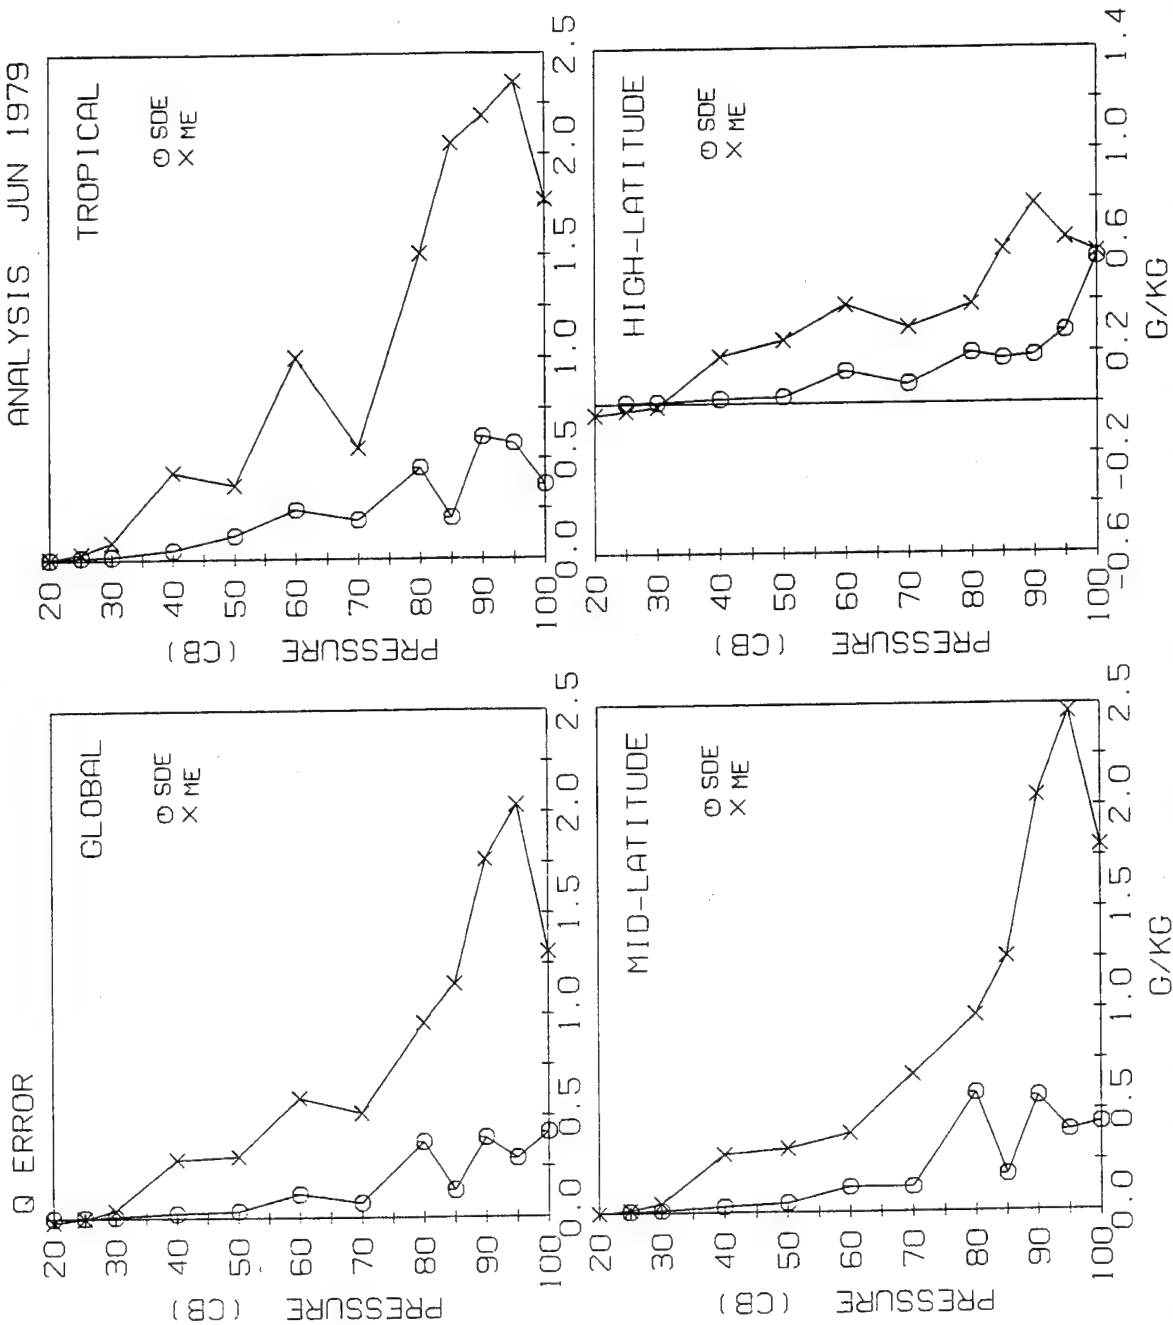 Q ERROR ANALYSIS JUN 1979
GLOBAL
⊙ SDE
× ME
PRESSURE (CB)
20
30
40
50
60
70
80
90
100
0.0 0.5 1.0 1.5 2.0 2.5
TROPICAL
⊙ SDE
× ME
PRESSURE (CB)
20
30
40
50
60
70
80
90
100
0.0 0.5 1.0 1.5 2.0 2.5
MID-LATITUDE
⊙ SDE
× ME
PRESSURE (CB)
20
30
40
50
60
70
80
90
100
0.0 0.5 1.0 1.5 2.0 2.5
G/KG
HIGH-LATITUDE
⊙ SDE
× ME
PRESSURE (CB)
20
30
40
50
60
70
80
90
100
-0.6 -0.2 0.2 0.6 1.0 1.4
G/KG